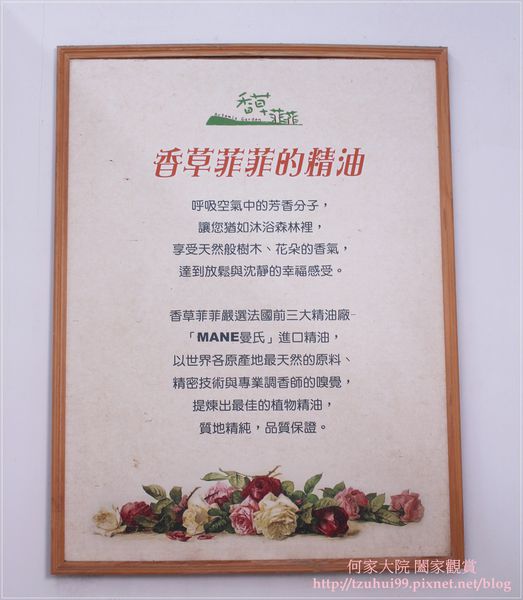 香草菲菲
Artemis Garden
香草菲菲的精油
呼吸空氣中的芳香分子，
讓您猶如沐浴森林裡，
享受天然般樹木、花朵的香氣，
達到放鬆與沈靜的幸福感受。
香草菲菲嚴選法國前三大精油廠-
「MANE曼氏」進口精油，
以世界各原產地最天然的原料、
精密技術與專業調香師的嗅覺，
提煉出最佳的植物精油，
質地精純，品質保證。
何家大院 闔家觀賞
http://tzuhui99.pixnet.net/blog